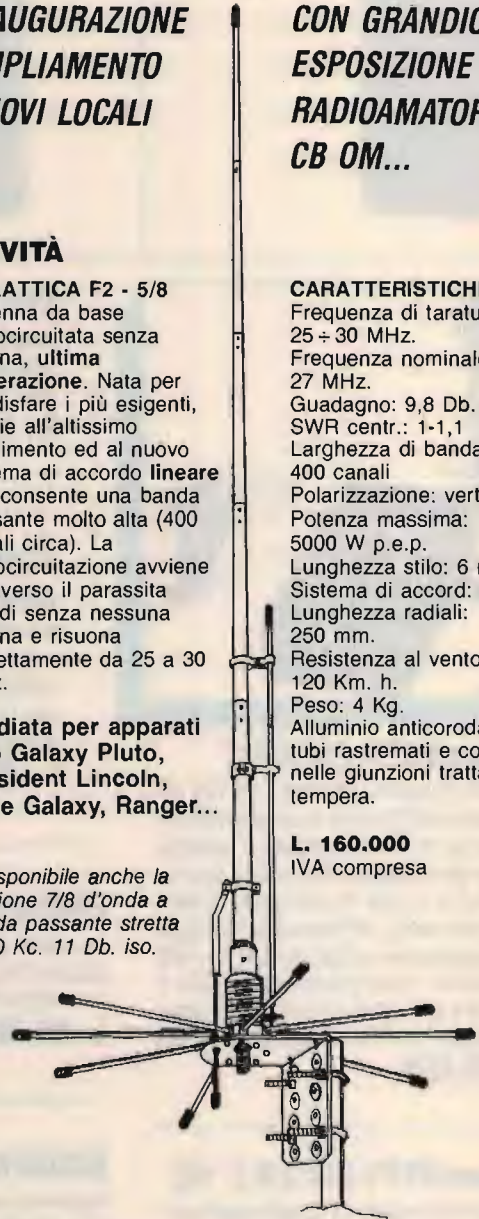 AUGURAZIONE
PLIAMENTO
OVI LOCALI
VITÀ
ATTICA F2 - 5/8
enna da base
ocircuitata senza
na, ultima
erazione. Nata per
disfare i più esigenti,
ie all'altissimo
imento ed al nuovo
ema di accordo lineare
consente una banda
sante molto alta (400
ali circa). La
ocircuitazione avviene
verso il parassita
di senza nessuna
na e risuona
ettamente da 25 a 30
z.
diata per apparati
o Galaxy Pluto,
sident Lincoln,
e Galaxy, Ranger...
sponibile anche la
ione 7/8 d'onda a
da passante stretta
0 Kc. 11 Db. iso.
CON GRANDIO
ESPOSIZIONE
RADIOAMATOR
CB OM...
CARATTERISTICHE
Frequenza di taratu
25÷30 MHz.
Frequenza nominale
27 MHz.
Guadagno: 9,8 Db.
SWR centr.: 1-1,1
Larghezza di banda
400 canali
Polarizzazione: vert
Potenza massima:
5000 W p.e.p.
Lunghezza stilo: 6
Sistema di accord:
Lunghezza radiali:
250 mm.
Resistenza al vento
120 Km. h.
Peso: 4 Kg.
Alluminio anticoroda
tubi rastremati e co
nelle giunzioni tratta
tempera.
L. 160.000
IVA compresa